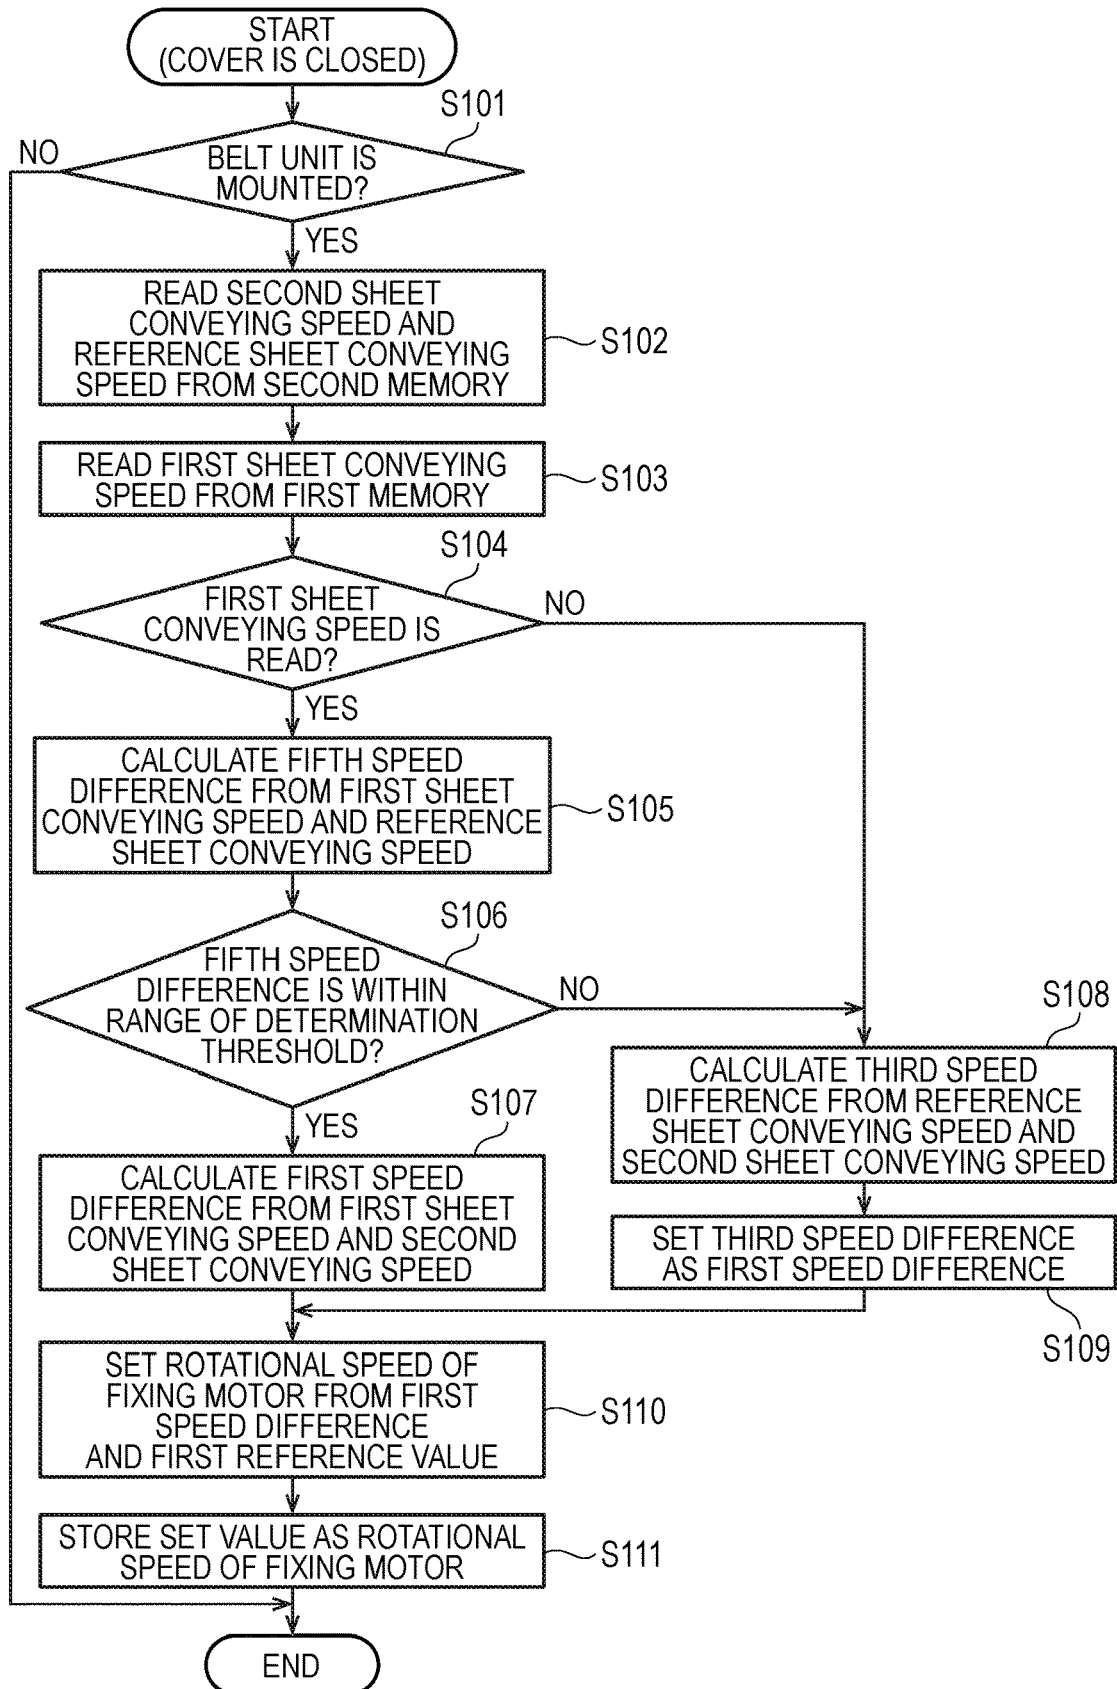 START
(COVER IS CLOSED)
S101
NO
BELT UNIT IS
MOUNTED?
YES
READ SECOND SHEET
CONVEYING SPEED AND
REFERENCE SHEET CONVEYING
SPEED FROM SECOND MEMORY
S102
READ FIRST SHEET CONVEYING
SPEED FROM FIRST MEMORY
S103
S104
FIRST SHEET
CONVEYING SPEED IS
READ?
NO
YES
CALCULATE FIFTH SPEED
DIFFERENCE FROM FIRST SHEET
CONVEYING SPEED AND REFERENCE
SHEET CONVEYING SPEED
S105
S106
FIFTH SPEED
DIFFERENCE IS WITHIN
RANGE OF DETERMINATION
THRESHOLD?
NO
YES
S107
CALCULATE FIRST SPEED
DIFFERENCE FROM FIRST SHEET
CONVEYING SPEED AND SECOND
SHEET CONVEYING SPEED
S108
CALCULATE THIRD SPEED
DIFFERENCE FROM REFERENCE
SHEET CONVEYING SPEED AND
SECOND SHEET CONVEYING SPEED
SET THIRD SPEED DIFFERENCE
AS FIRST SPEED DIFFERENCE
S109
SET ROTATIONAL SPEED OF
FIXING MOTOR FROM FIRST
SPEED DIFFERENCE
AND FIRST REFERENCE VALUE
S110
STORE SET VALUE AS ROTATIONAL
SPEED OF FIXING MOTOR
S111
END